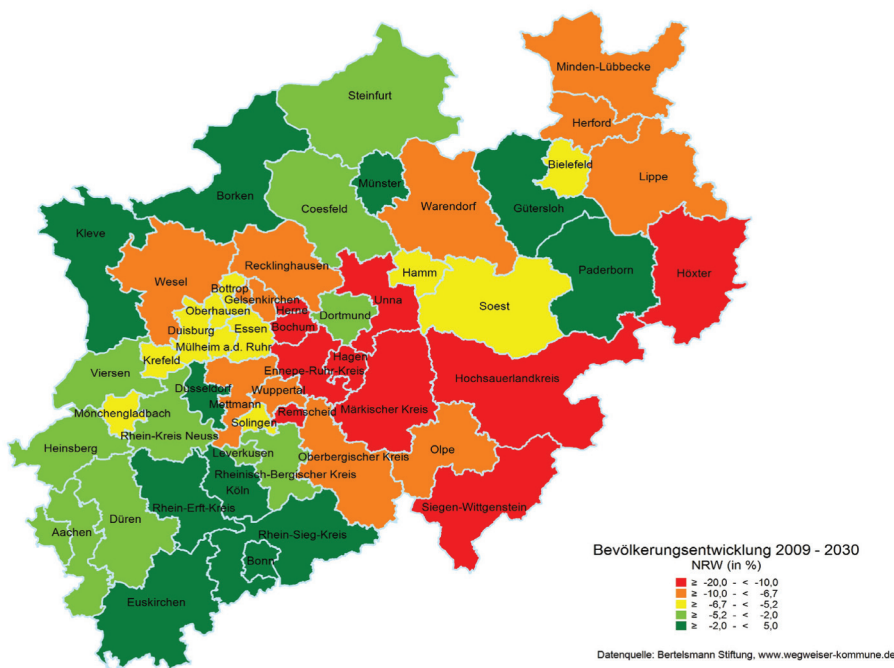 Minden-Lübbecke
Steinfurt
Herford
Bielefeld
Lippe
Münster
Borken
Warendorf
Coesfeld
Gütersloh
Kleve
Recklinghausen
Paderborn
Höxter
Wesel
Hamm
Bottrop
Gelsenkirchen
Unna
Soest
Oberhausen
Herne
Dortmund
Duisburg
Essen
Bochum
Mülheim a.d. Ruhr
Krefeld
Hagen
Ennepe-Ruhr-Kreis
Viersen
Hochsauerlandkreis
Düsseldorf
Wuppertal
Mettmann
Mönchengladbach
Remscheid
Märkischer Kreis
Solingen
Rhein-Kreis Neuss
Heinsberg
Leverkusen
Oberbergischer Kreis
Olpe
Rheinisch-Bergischer Kreis
Köln
Rhein-Erft-Kreis
Siegen-Wittgenstein
Düren
Aachen
Rhein-Sieg-Kreis
Bonn
Euskirchen
Bevölkerungsentwicklung 2009 - 2030
NRW (in %)
≥ -20,0 - < -10,0
≥ -10,0 - < -6,7
≥ -6,7 - < -5,2
≥ -5,2 - < -2,0
≥ -2,0 - < 5,0
Datenquelle: Bertelsmann Stiftung, www.wegweiser-kommune.de